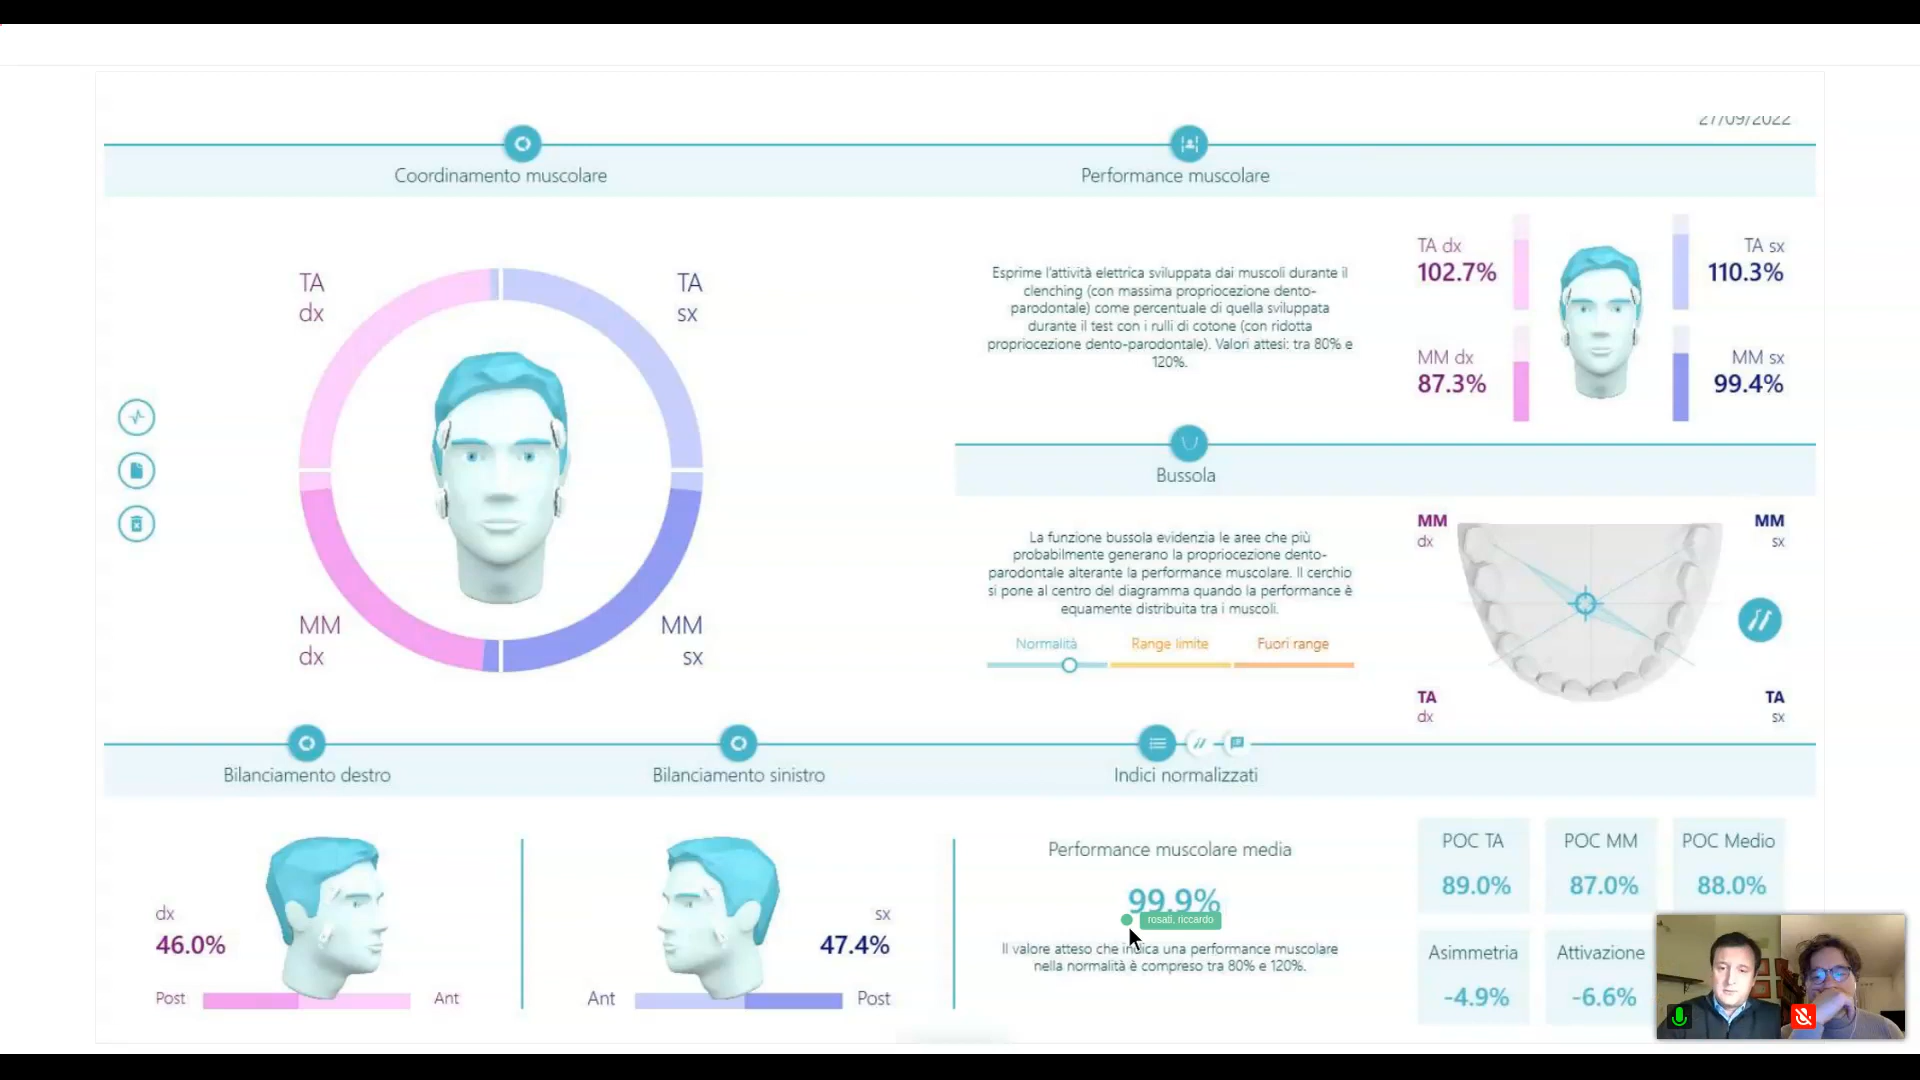 27/09/2022
Coordinamento muscolare
Performance muscolare
TA
dx
TA
sx
MM
dx
MM
sx
Esprime l'attività elettrica sviluppata dai muscoli durante il
clenching (con massima propriocezione dento-
parodontale) come percentuale di quella sviluppata
durante il test con i rulli di cotone (con ridotta
propriocezione dento-parodontale). Valori attesi: tra 80% e
120%.
TA dx
102.7%
TA sx
110.3%
MM dx
87.3%
MM sx
99.4%
Bussola
La funzione bussola evidenzia le aree che più
probabilmente generano la propriocezione dento-
parodontale alterante la performance muscolare. Il cerchio
si pone al centro del diagramma quando la performance è
equamente distribuita tra i muscoli.
Normalità
Range limite
Fuori range
MM
dx
MM
sx
TA
dx
TA
sx
Bilanciamento destro
Bilanciamento sinistro
Indici normalizzati
dx
46.0%
Post
Ant
sx
47.4%
Ant
Post
Performance muscolare media
99.9%
rosati, riccardo
Il valore atteso che indica una performance muscolare
nella normalità è compreso tra 80% e 120%.
POC TA
89.0%
POC MM
87.0%
POC Medio
88.0%
Asimmetria
-4.9%
Attivazione
-6.6%